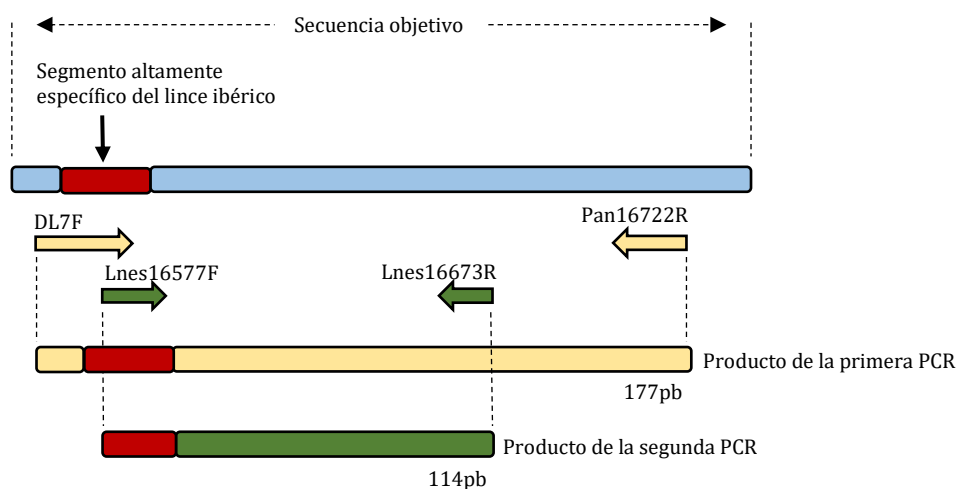 Secuencia objetivo
Segmento altamente
específico del lince ibérico
DL7F
Pan16722R
Lnes16577F
Lnes16673R
Producto de la primera PCR
177pb
Producto de la segunda PCR
114pb